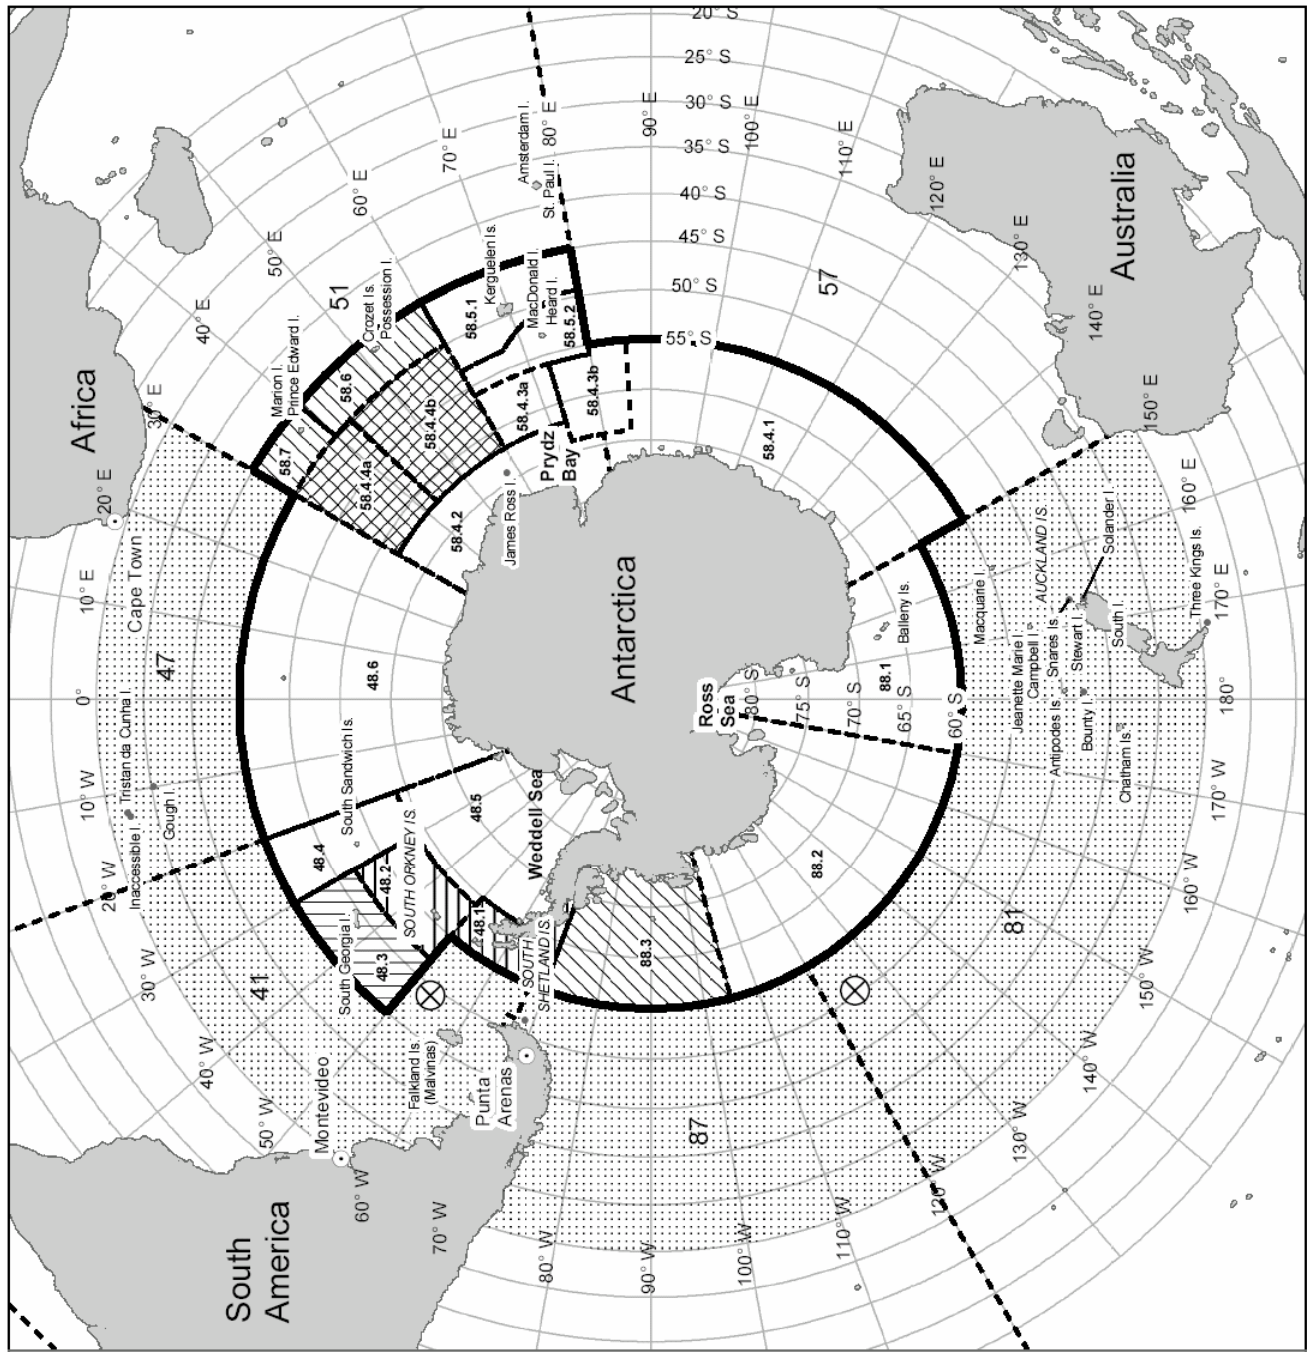 20° S
25° S
30° S
35° S
40° S
45° S
50° S
55° S
60° S
65° S
70° S
75° S
80° S
0°
10° E
20° E
30° E
40° E
50° E
60° E
70° E
80° E
90° E
100° E
110° E
120° E
130° E
140° E
150° E
160° E
170° E
180°
170° W
160° W
150° W
140° W
130° W
120° W
110° W
100° W
90° W
80° W
70° W
60° W
50° W
40° W
30° W
20° W
10° W
Africa
Australia
Antarctica
South
America
Cape Town
Montevideo
Punta
Arenas
Amsterdam I.
St. Paul I.
Kerguelen Is.
MacDonald I.
Heard I.
Crozet Is.
Possession I.
Marion I.
Prince Edward I.
James Ross I.
Prydz
Bay
Ross
Sea
Weddell Sea
Tristan da Cunha I.
Inaccessible I.
Gough I.
South Sandwich Is.
SOUTH ORKNEY IS.
South Georgia I.
SOUTH
SHETLAND IS.
Falkland Is.
(Malvinas)
Balleny Is.
Macquarie I.
AUCKLAND IS.
Solander I.
Jeanette Marie I.
Campbell I.
Snares Is.
Stewart I.
South I.
Three Kings Is.
Antipodes Is.
Bounty I.
Chatham Is.
41
47
51
57
81
87
48.1
48.2
48.3
48.4
48.5
48.6
58.4.1
58.4.2
58.4.3a
58.4.3b
58.4.4a
58.4.4b
58.5.1
58.5.2
58.6
58.7
88.1
88.2
88.3